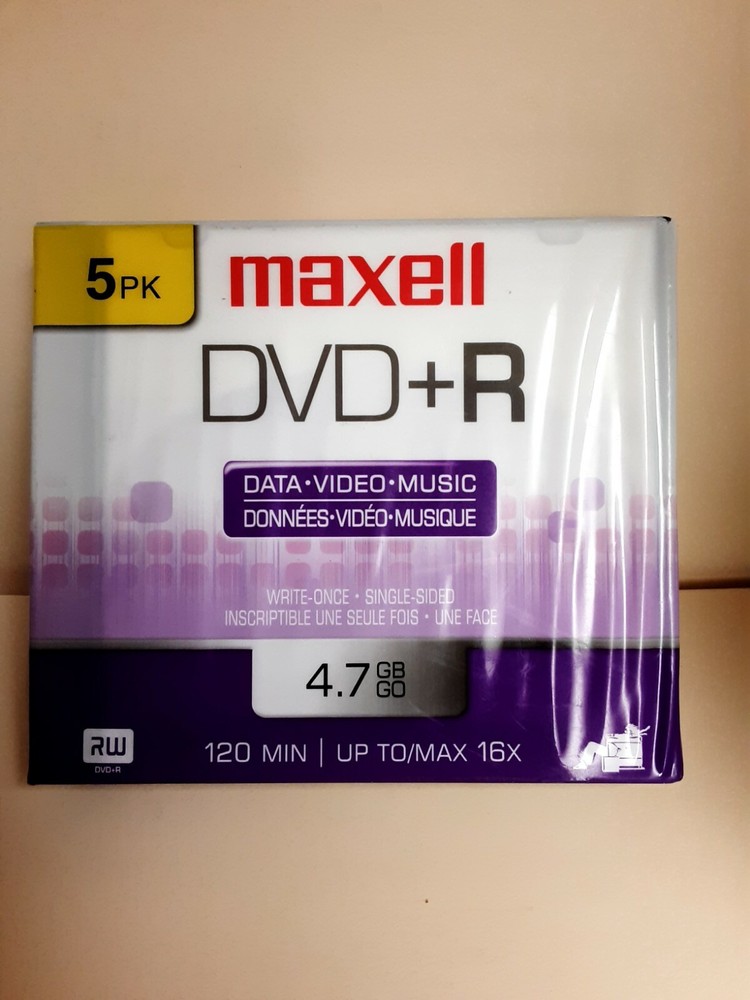 5PK
maxell
DVD+R
DATA•VIDEO•MUSIC
DONNÉES•VIDÉO•MUSIQUE
WRITE-ONCE • SINGLE-SIDED
INSCRIPTIBLE UNE SEULE FOIS • UNE FACE
4.7 GB
GO
RW
DVD+R
120 MIN | UP TO/MAX 16X